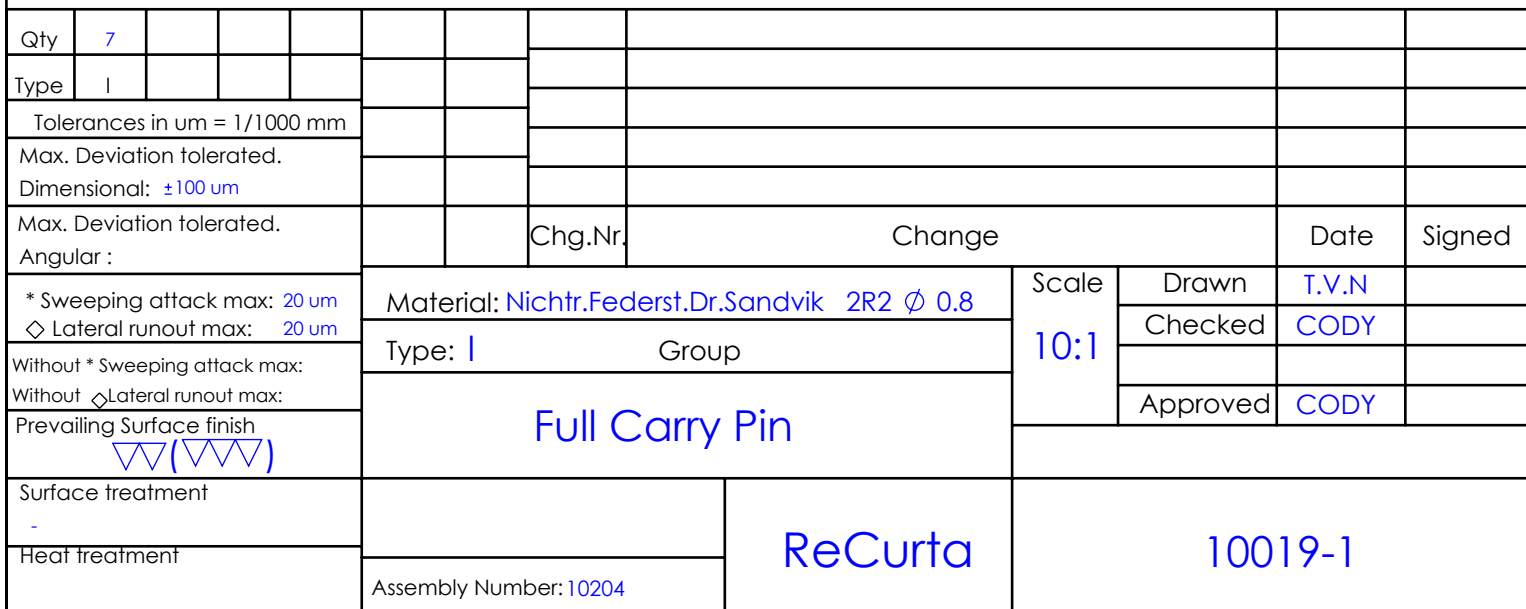 Qty 7
Type I
Tolerances in um = 1/1000 mm
Max. Deviation tolerated.
Dimensional: ±100 um
Max. Deviation tolerated.
Angular :
* Sweeping attack max: 20 um
◇ Lateral runout max: 20 um
Without * Sweeping attack max:
Without ◇Lateral runout max:
Prevailing Surface finish
▽▽(▽▽▽)
Surface treatment
-
Heat treatment
Chg.Nr. Change Date Signed
Material: Nichtr.Federst.Dr.Sandvik 2R2 ∅ 0.8
Type: I Group
Full Carry Pin
Scale
10:1
Drawn T.V.N
Checked CODY
Approved CODY
Assembly Number: 10204
ReCurta
10019-1